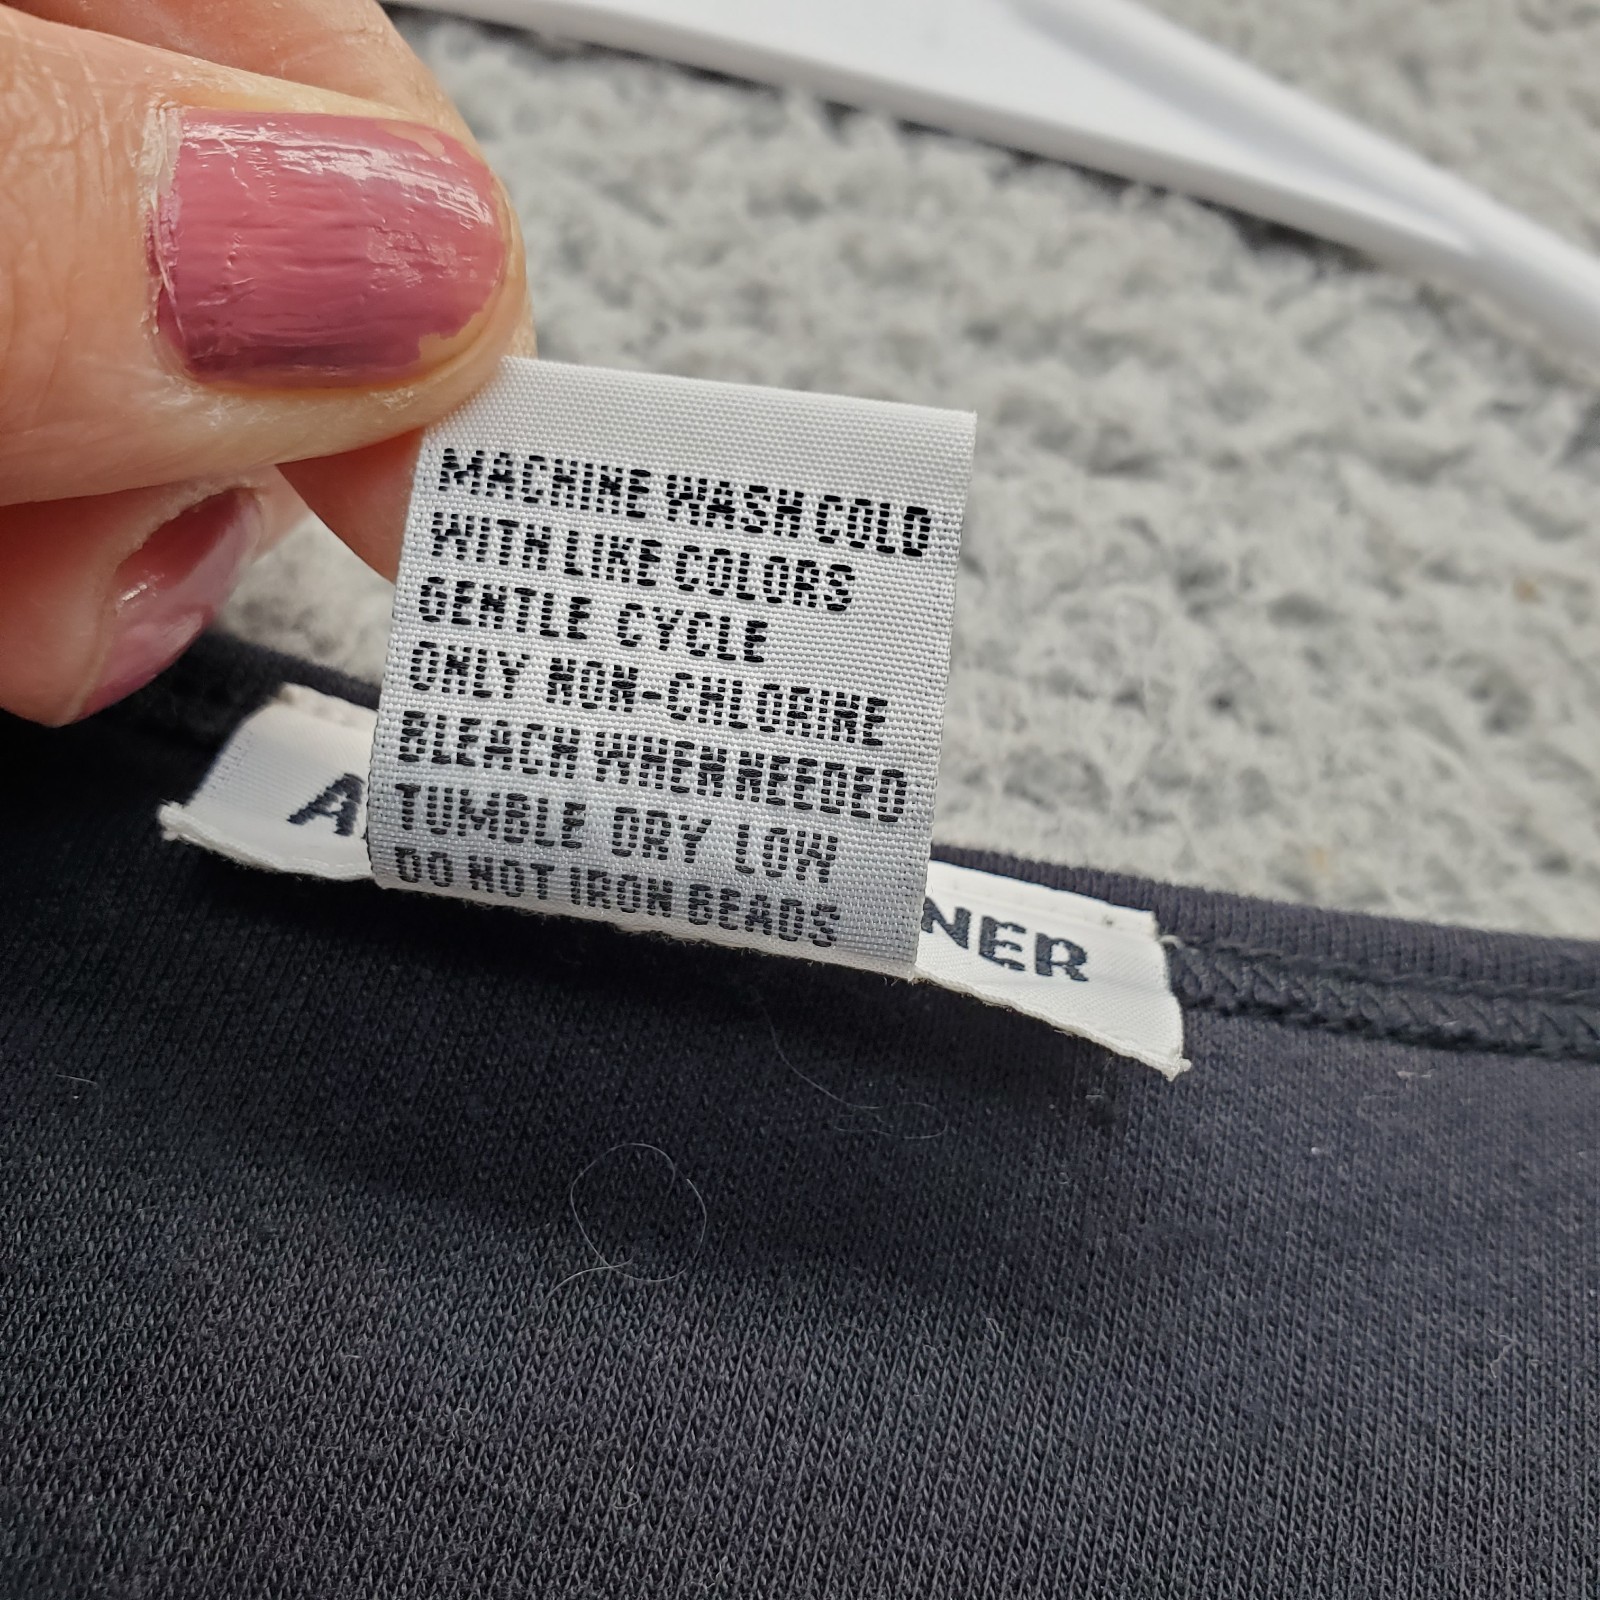 MACHINE WASH COLD
WITH LIKE COLORS
GENTLE CYCLE
ONLY NON-CHLORINE
BLEACH WHEN NEEDED
TUMBLE DRY LOW
DO NOT IRON BEADS